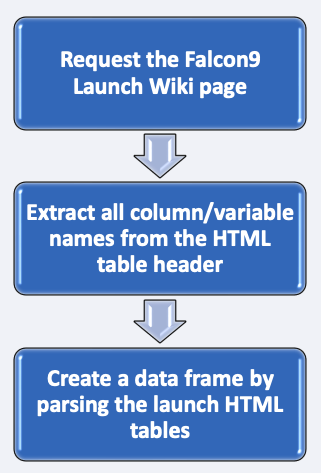 Request the Falcon9
Launch Wiki page
Extract all column/variable
names from the HTML
table header
Create a data frame by
parsing the launch HTML
tables